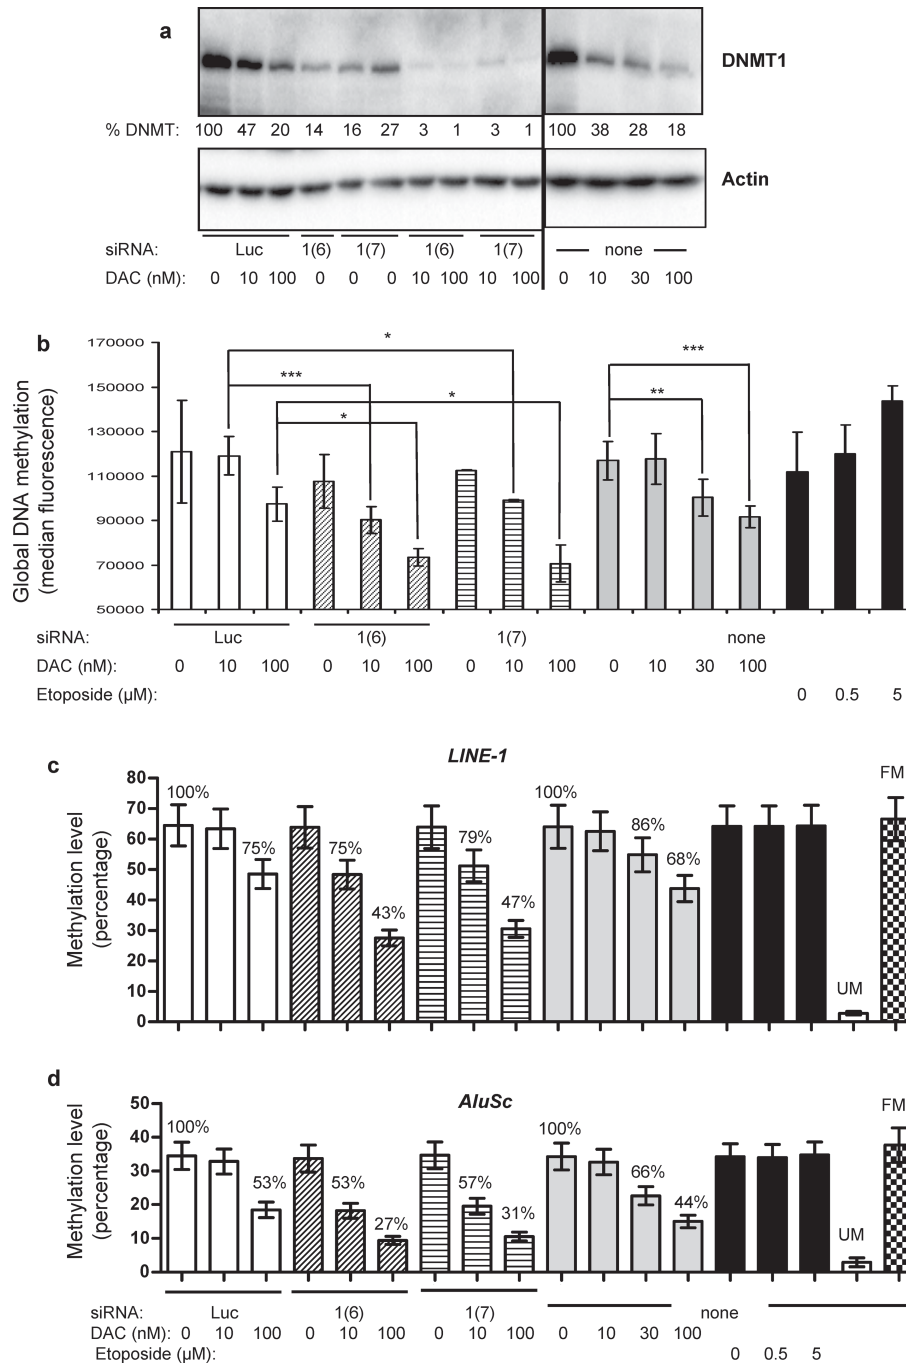 a
DNMT1
% DNMT: 100 47 20 14 16 27 3 1 3 1 100 38 28 18
Actin
siRNA: Luc 1(6) 1(7) 1(6) 1(7) none
DAC (nM): 0 10 100 0 0 0 10 100 10 100 0 10 30 100
b
Global DNA methylation
(median fluorescence)
170000
150000
130000
110000
90000
70000
50000
*
***
*
*
***
**
siRNA: Luc 1(6) 1(7) none
DAC (nM): 0 10 100 0 10 100 0 10 100 0 10 30 100
Etoposide (µM): 0 0.5 5
c
LINE-1
Methylation level
(percentage)
80
70
60
50
40
30
20
10
0
100% 75% 75% 43% 79% 47% 100% 86% 68% UM FM
d
AluSc
Methylation level
(percentage)
50
40
30
20
10
0
100% 53% 53% 27% 57% 31% 100% 66% 44% UM FM
siRNA: Luc 1(6) 1(7) none
DAC (nM): 0 10 100 0 10 100 0 10 100 0 10 30 100
Etoposide (µM): 0 0.5 5